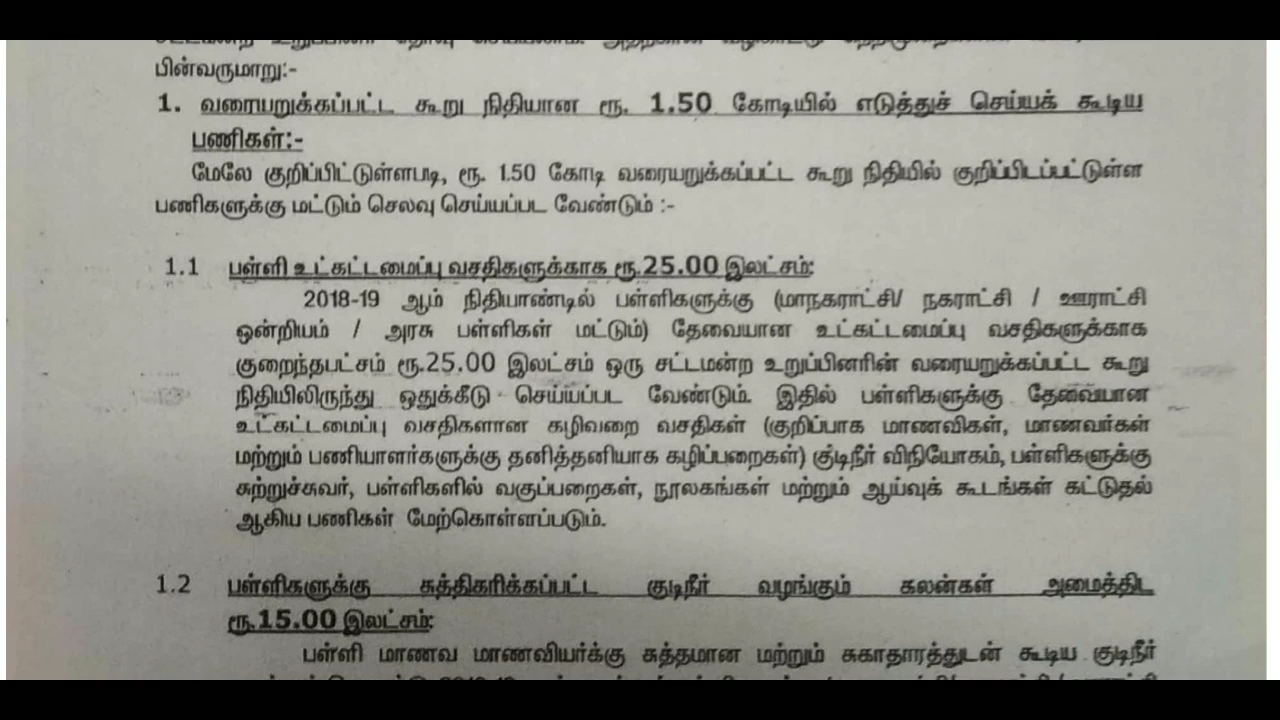 பின்வருமாறு:-
1. வரையறுக்கப்பட்ட கூறு நிதியான ரூ. 1.50 கோடியில் எடுத்துச் செய்யக் கூடிய
பணிகள்:-
மேலே குறிப்பிட்டுள்ளபடி, ரூ. 1.50 கோடி வரையறுக்கப்பட்ட கூறு நிதியில் குறிப்பிடப்பட்டுள்ள
பணிகளுக்கு மட்டும் செலவு செய்யப்பட வேண்டும் :-
1.1 பள்ளி உட்கட்டமைப்பு வசதிகளுக்காக ரூ.25.00 இலட்சம்:
2018-19 ஆம் நிதியாண்டில் பள்ளிகளுக்கு (மாநகராட்சி/ நகராட்சி / ஊராட்சி
ஒன்றியம் / அரசு பள்ளிகள் மட்டும்) தேவையான உட்கட்டமைப்பு வசதிகளுக்காக
குறைந்தபட்சம் ரூ.25.00 இலட்சம் ஒரு சட்டமன்ற உறுப்பினரின் வரையறுக்கப்பட்ட கூறு
நிதியிலிருந்து ஒதுக்கீடு செய்யப்பட வேண்டும். இதில் பள்ளிகளுக்கு தேவையான
உட்கட்டமைப்பு வசதிகளான கழிவறை வசதிகள் (குறிப்பாக மாணவிகள், மாணவர்கள்
மற்றும் பணியாளர்களுக்கு தனித்தனியாக கழிப்பறைகள்) குடிநீர் விநியோகம், பள்ளிகளுக்கு
சுற்றுச்சுவர், பள்ளிகளில் வகுப்பறைகள், நூலகங்கள் மற்றும் ஆய்வுக் கூடங்கள் கட்டுதல்
ஆகிய பணிகள் மேற்கொள்ளப்படும்.
1.2 பள்ளிகளுக்கு சுத்திகரிக்கப்பட்ட குடிநீர் வழங்கும் கலன்கள் அமைத்திட
ரூ.15.00 இலட்சம்:
பள்ளி மாணவ மாணவியர்க்கு சுத்தமான மற்றும் சுகாதாரத்துடன் கூடிய குடிநீர்